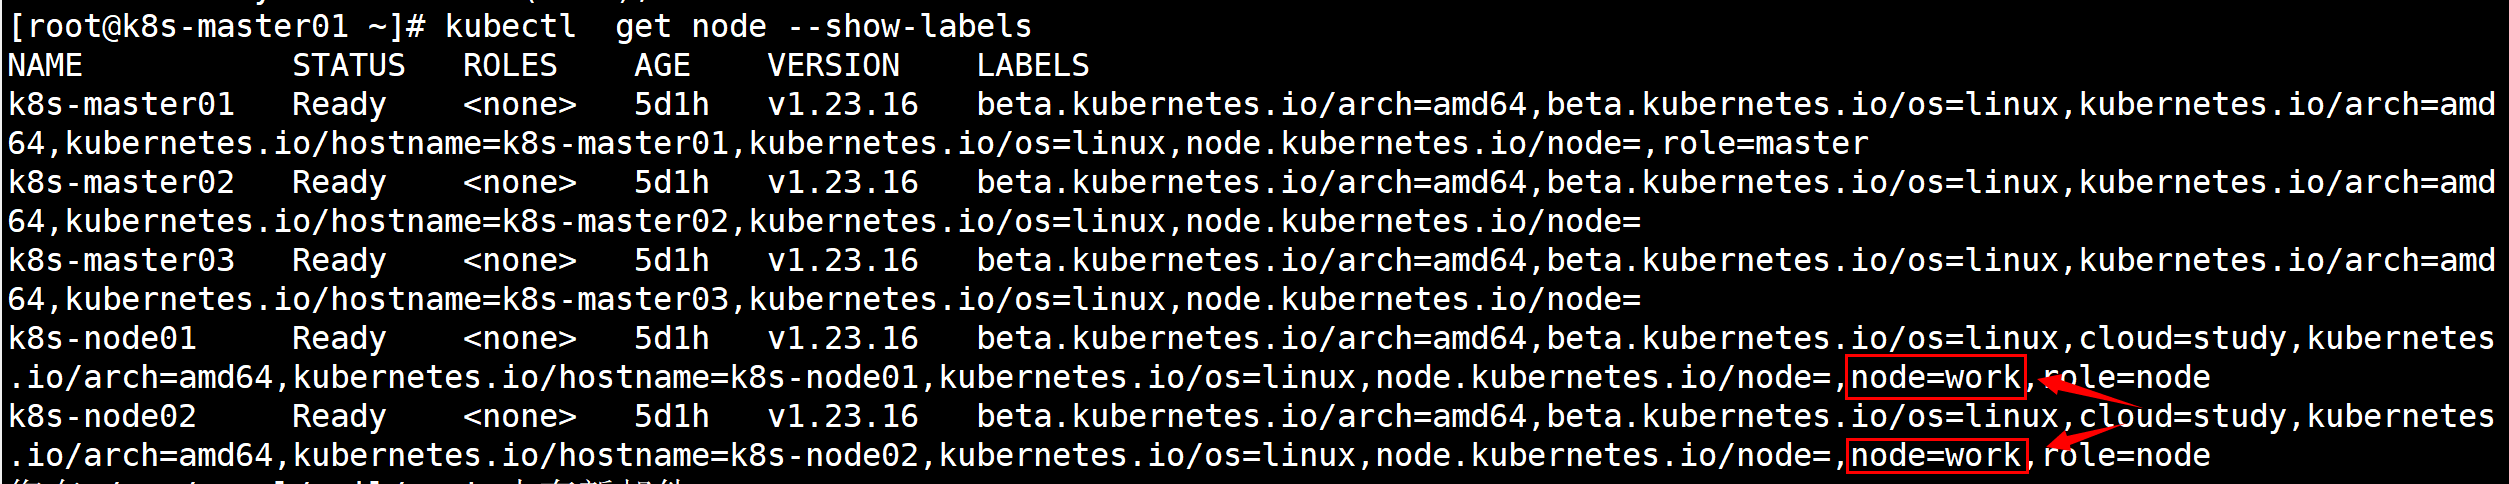 [root@k8s-master01 ~]# kubectl  get node --show-labels
NAME           STATUS   ROLES    AGE    VERSION    LABELS
k8s-master01   Ready    <none>   5d1h   v1.23.16   beta.kubernetes.io/arch=amd64,beta.kubernetes.io/os=linux,kubernetes.io/arch=amd
64,kubernetes.io/hostname=k8s-master01,kubernetes.io/os=linux,node.kubernetes.io/node=,role=master
k8s-master02   Ready    <none>   5d1h   v1.23.16   beta.kubernetes.io/arch=amd64,beta.kubernetes.io/os=linux,kubernetes.io/arch=amd
64,kubernetes.io/hostname=k8s-master02,kubernetes.io/os=linux,node.kubernetes.io/node=
k8s-master03   Ready    <none>   5d1h   v1.23.16   beta.kubernetes.io/arch=amd64,beta.kubernetes.io/os=linux,kubernetes.io/arch=amd
64,kubernetes.io/hostname=k8s-master03,kubernetes.io/os=linux,node.kubernetes.io/node=
k8s-node01     Ready    <none>   5d1h   v1.23.16   beta.kubernetes.io/arch=amd64,beta.kubernetes.io/os=linux,cloud=study,kubernetes
.io/arch=amd64,kubernetes.io/hostname=k8s-node01,kubernetes.io/os=linux,node.kubernetes.io/node=,node=work,role=node
k8s-node02     Ready    <none>   5d1h   v1.23.16   beta.kubernetes.io/arch=amd64,beta.kubernetes.io/os=linux,cloud=study,kubernetes
.io/arch=amd64,kubernetes.io/hostname=k8s-node02,kubernetes.io/os=linux,node.kubernetes.io/node=,node=work,role=node